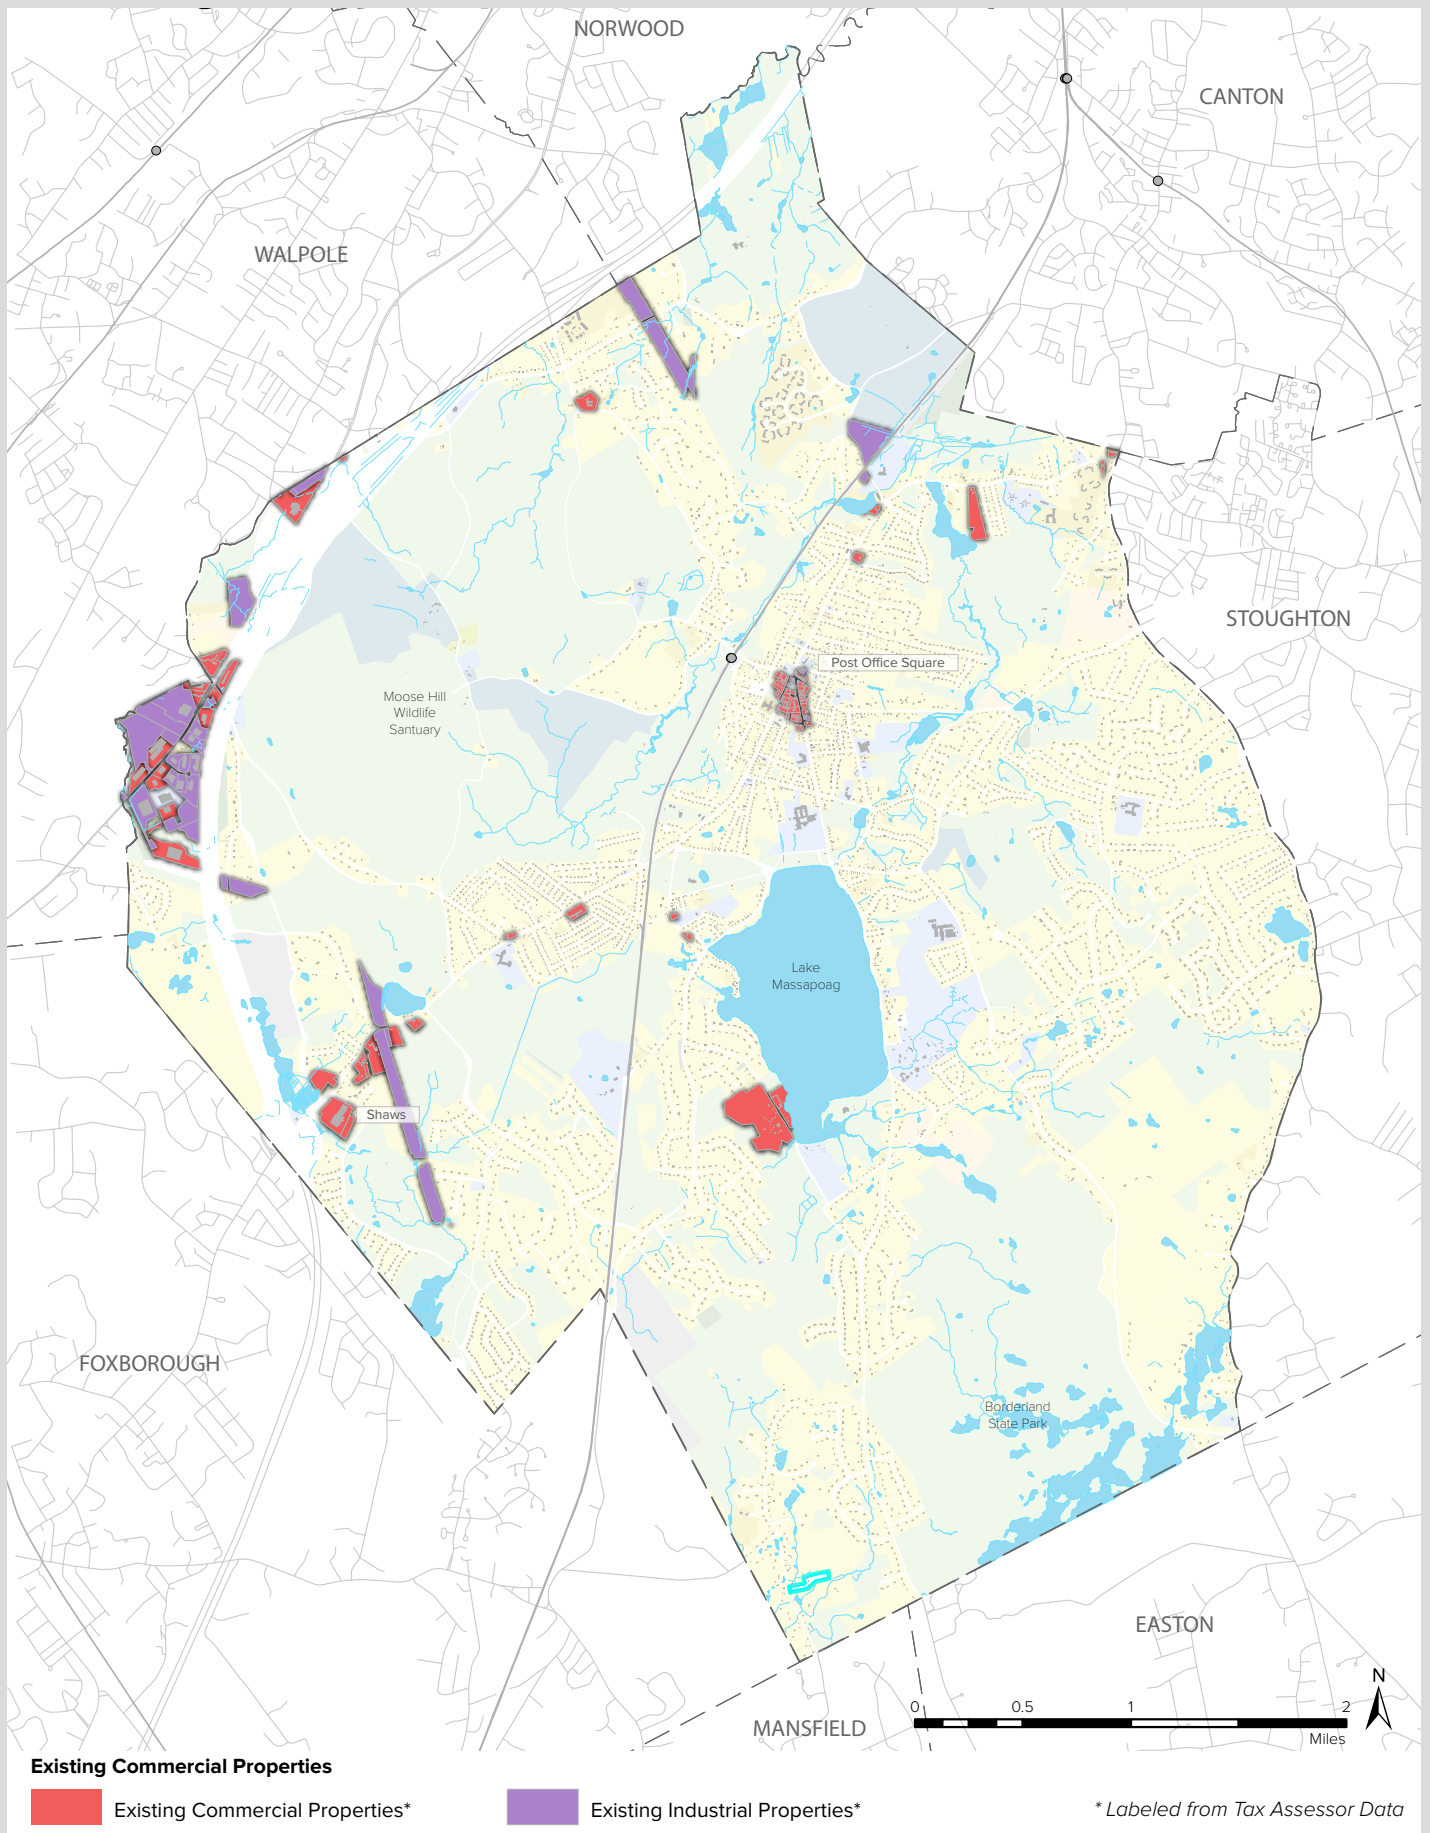 NORWOOD
CANTON
WALPOLE
STOUGHTON
Post Office Square
Moose Hill
Wildlife
Santuary
Lake
Massapoag
Shaws
FOXBOROUGH
Borderland
State Park
EASTON
MANSFIELD
N
0 0.5 1 2
Miles
Existing Commercial Properties
Existing Commercial Properties*
Existing Industrial Properties*
* Labeled from Tax Assessor Data